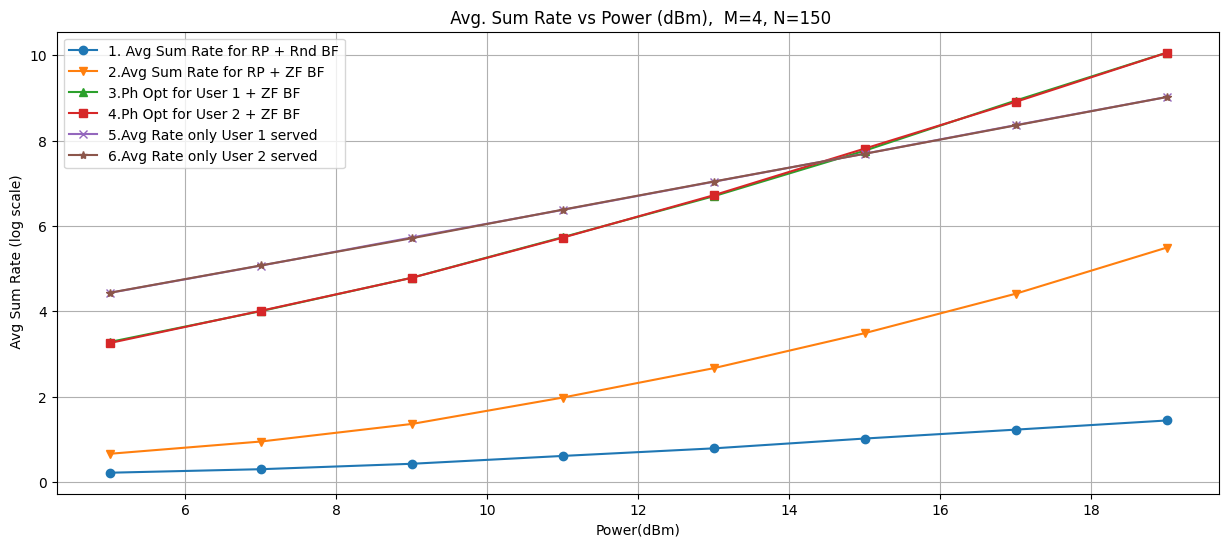 Avg. Sum Rate vs Power (dBm),  M=4, N=150
1. Avg Sum Rate for RP + Rnd BF
2.Avg Sum Rate for RP + ZF BF
3.Ph Opt for User 1 + ZF BF
4.Ph Opt for User 2 + ZF BF
5.Avg Rate only User 1 served
6.Avg Rate only User 2 served
Avg Sum Rate (log scale)
10
8
6
4
2
0
6 8 10 12 14 16 18
Power(dBm)